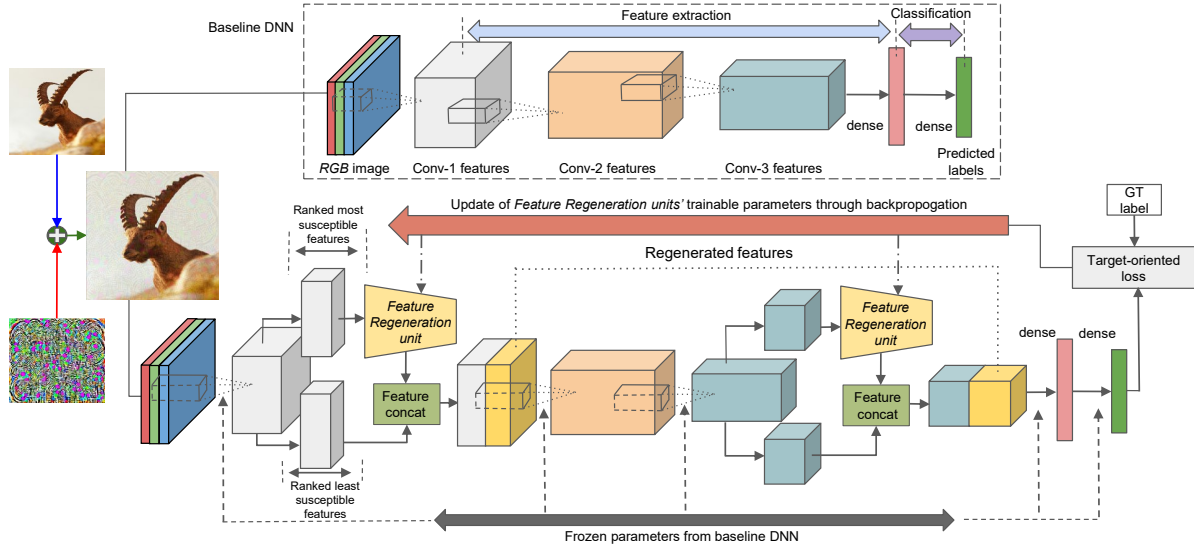 Baseline DNN
Feature extraction
Classification
dense
dense
RGB image
Conv-1 features
Conv-2 features
Conv-3 features
Predicted
labels
Ranked most
susceptible
features
Update of Feature Regeneration units' trainable parameters through backpropogation
GT
label
Regenerated features
Target-oriented
loss
Feature
Regeneration
unit
Feature
Regeneration
unit
dense
dense
Feature
concat
Feature
concat
Ranked least
susceptible
features
Frozen parameters from baseline DNN